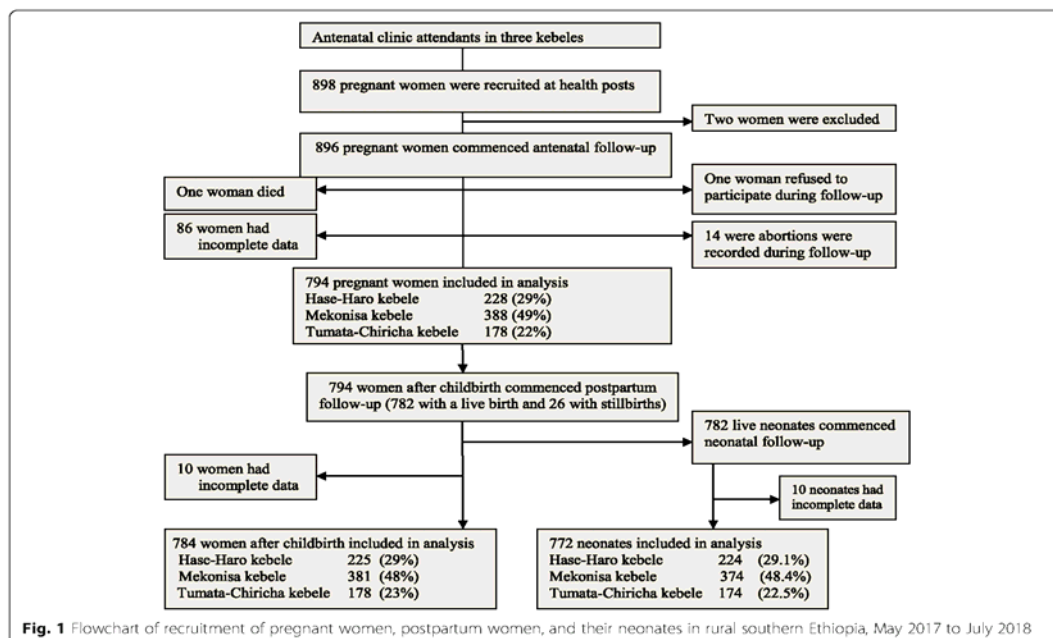 Antenatal clinic attendants in three kebeles
898 pregnant women were recruited at health posts
Two women were excluded
896 pregnant women commenced antenatal follow-up
One woman died
One woman refused to
participate during follow-up
86 women had
incomplete data
14 were abortions were
recorded during follow-up
794 pregnant women included in analysis
Hase-Haro kebele 228 (29%)
Mekonisa kebele 388 (49%)
Tumata-Chiricha kebele 178 (22%)
794 women after childbirth commenced postpartum
follow-up (782 with a live birth and 26 with stillbirths)
782 live neonates commenced
neonatal follow-up
10 women had
incomplete data
10 neonates had
incomplete data
784 women after childbirth included in analysis
Hase-Haro kebele 225 (29%)
Mekonisa kebele 381 (48%)
Tumata-Chiricha kebele 178 (23%)
772 neonates included in analysis
Hase-Haro kebele 224 (29.1%)
Mekonisa kebele 374 (48.4%)
Tumata-Chiricha kebele 174 (22.5%)
Fig. 1 Flowchart of recruitment of pregnant women, postpartum women, and their neonates in rural southern Ethiopia, May 2017 to July 2018